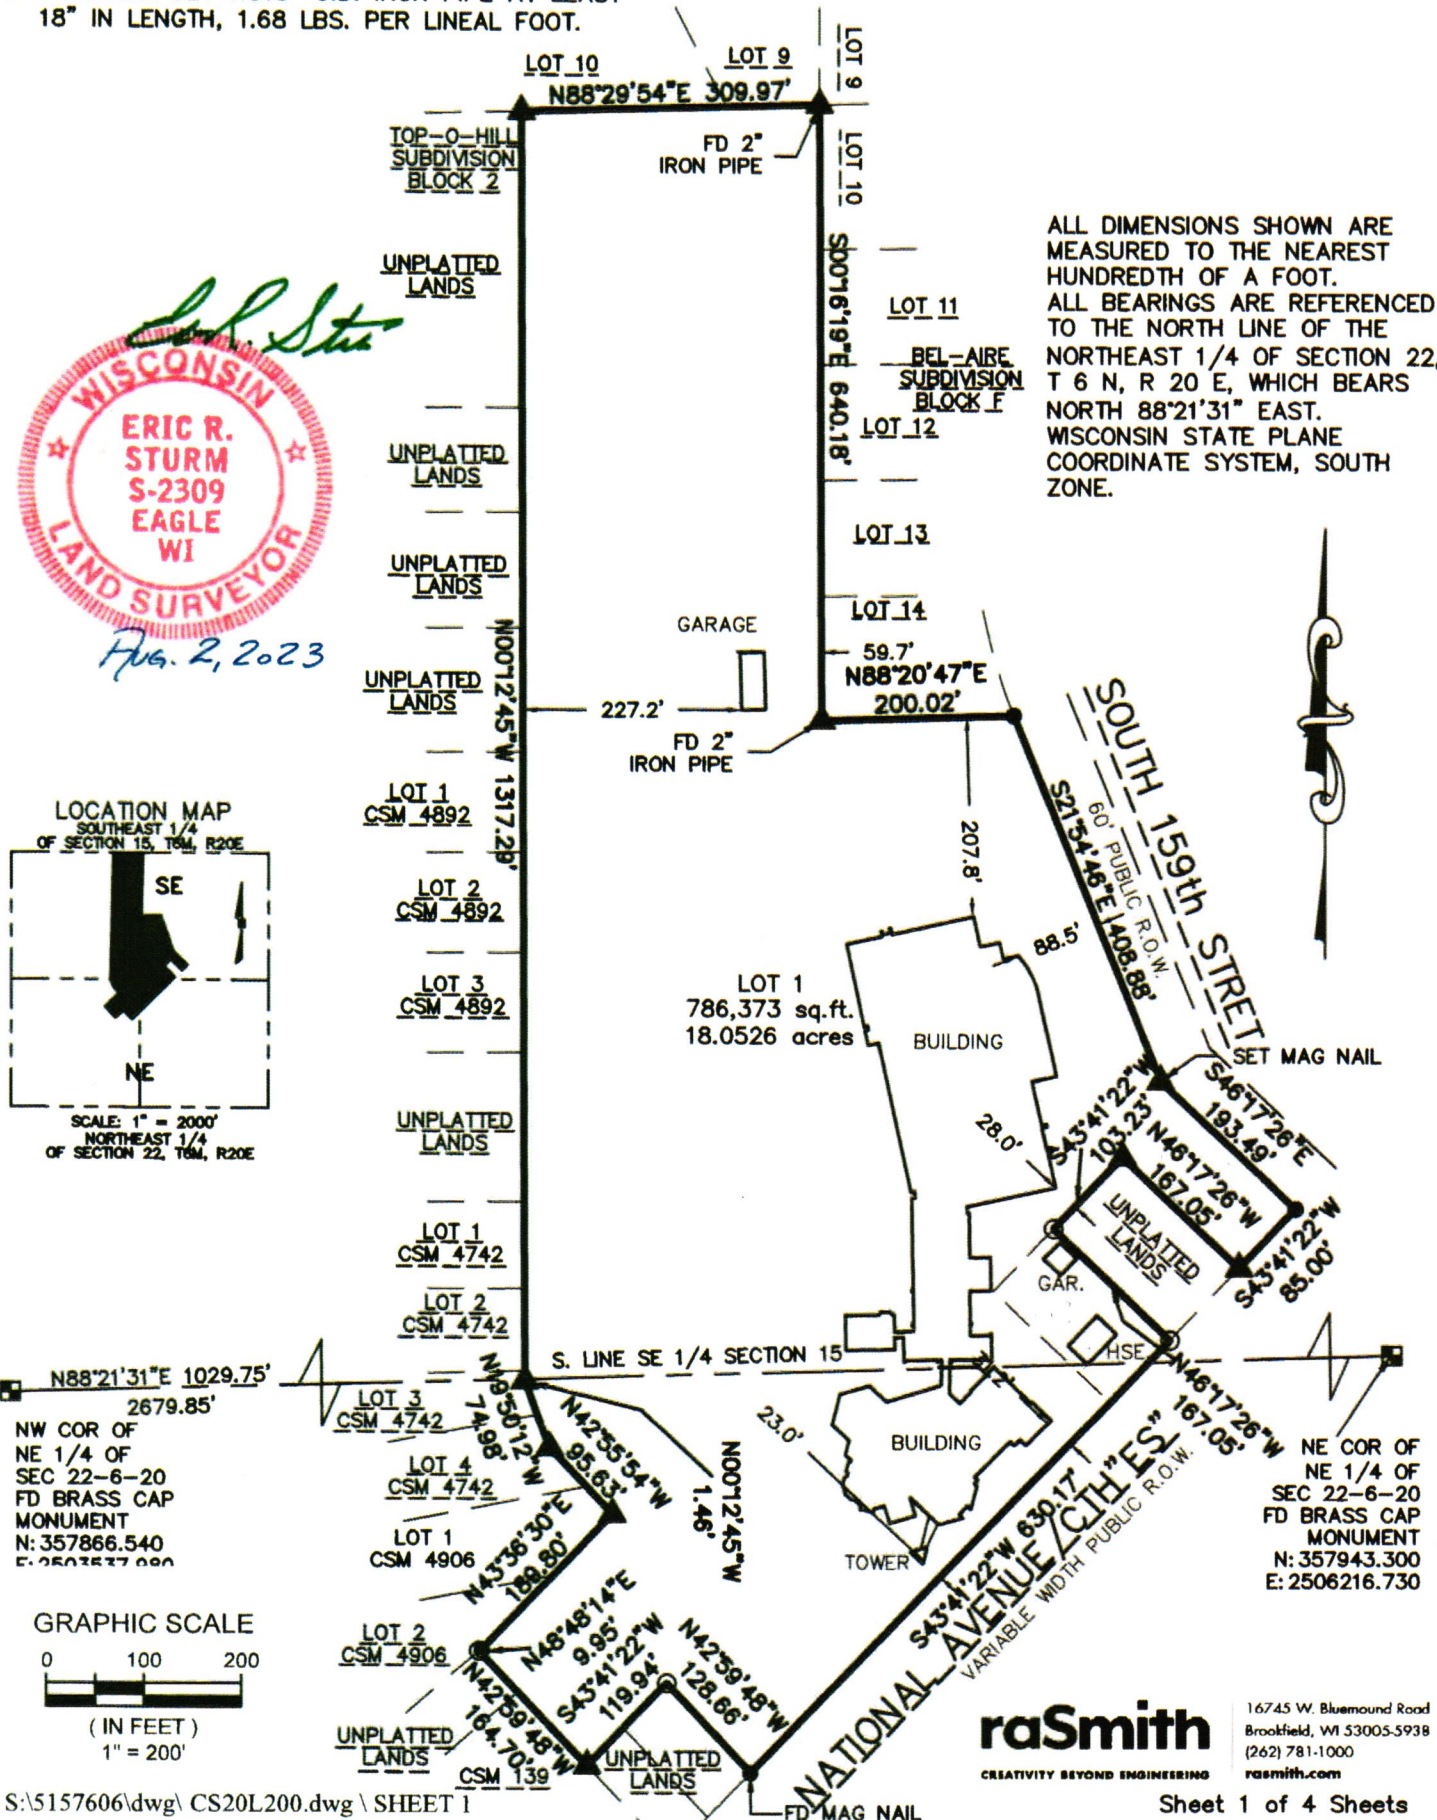 18" IN LENGTH, 1.68 LBS. PER LINEAL FOOT.
LOT 10
LOT 9
LOT 9
N88°29'54"E 309.97'
TOP-O-HILL
SUBDIVISION
BLOCK 2
FD 2"
IRON PIPE
LOT 10
UNPLATTED
LANDS
S00°16'19"E 640.18'
LOT 11
BEL-AIRE
SUBDIVISION
BLOCK F
LOT 12
LOT 13
LOT 14
ALL DIMENSIONS SHOWN ARE
MEASURED TO THE NEAREST
HUNDREDTH OF A FOOT.
ALL BEARINGS ARE REFERENCED
TO THE NORTH LINE OF THE
NORTHEAST 1/4 OF SECTION 22,
T 6 N, R 20 E, WHICH BEARS
NORTH 88°21'31" EAST.
WISCONSIN STATE PLANE
COORDINATE SYSTEM, SOUTH
ZONE.
WISCONSIN
ERIC R.
STURM
S-2309
EAGLE
WI
LAND SURVEYOR
Aug. 2, 2023
UNPLATTED
LANDS
UNPLATTED
LANDS
UNPLATTED
LANDS
N00°12'45"W 1317.29'
GARAGE
59.7'
N88°20'47"E
200.02'
227.2'
FD 2"
IRON PIPE
SOUTH 159th STREET
60' PUBLIC R.O.W.
S21°54'46"E 408.88'
207.8'
88.5'
LOCATION MAP
SOUTHEAST 1/4
OF SECTION 15, T6N, R20E
SE
NE
SCALE: 1" = 2000'
NORTHEAST 1/4
OF SECTION 22, T6N, R20E
LOT 1
CSM 4892
LOT 2
CSM 4892
LOT 3
CSM 4892
UNPLATTED
LANDS
LOT 1
CSM 4742
LOT 2
CSM 4742
LOT 1
786,373 sq.ft.
18.0526 acres
BUILDING
SET MAG NAIL
S46°17'26"E
193.49'
S43°41'22"W
103.23'
N46°17'26"W
167.05'
28.0'
UNPLATTED
LANDS
S43°41'22"W
85.00'
GAR.
HSE
S. LINE SE 1/4 SECTION 15
N88°21'31"E 1029.75'
2679.85'
NW COR OF
NE 1/4 OF
SEC 22-6-20
FD BRASS CAP
MONUMENT
N: 357866.540
E: 2503537.980
LOT 3
CSM 4742
LOT 4
CSM 4742
LOT 1
CSM 4906
LOT 2
CSM 4906
N19°50'12"W
74.98'
N42°55'54"W
95.63'
N00°12'45"W
1.46'
23.0'
BUILDING
TOWER
N46°17'26"W
167.05'
NE COR OF
NE 1/4 OF
SEC 22-6-20
FD BRASS CAP
MONUMENT
N: 357943.300
E: 2506216.730
N43°36'30"E
189.80'
N48°48'14"E
9.95'
S43°41'22"W
119.94'
N42°59'48"W
128.66'
N42°59'48"W
164.70'
S43°41'22"W 630.17'
NATIONAL AVENUE/CTH "ES"
VARIABLE WIDTH PUBLIC R.O.W.
GRAPHIC SCALE
0 100 200
( IN FEET )
1" = 200'
UNPLATTED
LANDS
CSM 139
UNPLATTED
LANDS
FD MAG NAIL
raSmith
CREATIVITY BEYOND ENGINEERING
16745 W. Bluemound Road
Brookfield, WI 53005-5938
(262) 781-1000
rasmith.com
S:\5157606\dwg\ CS20L200.dwg \ SHEET 1
Sheet 1 of 4 Sheets